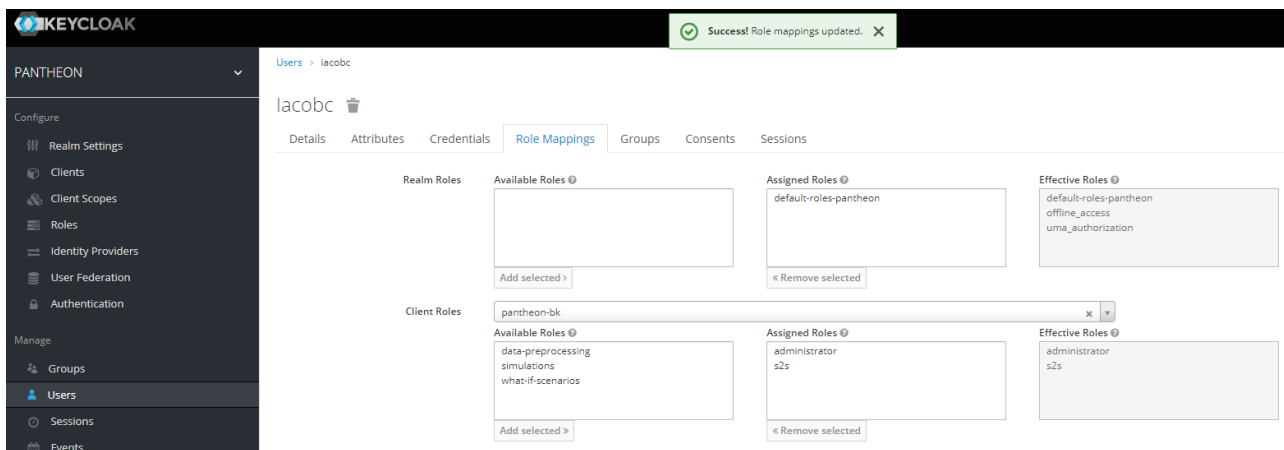 KEYCLOAK
Success! Role mappings updated.
PANTHEON
Configure
Realm Settings
Clients
Client Scopes
Roles
Identity Providers
User Federation
Authentication
Manage
Groups
Users
Sessions
Events
Users > iacobc
Iacobc
Details Attributes Credentials Role Mappings Groups Consents Sessions
Realm Roles
Available Roles
Add selected >
Assigned Roles
default-roles-pantheon
« Remove selected
Effective Roles
default-roles-pantheon
offline_access
uma_authorization
Client Roles
pantheon-bk
Available Roles
data-preprocessing
simulations
what-if-scenarios
Add selected »
Assigned Roles
administrator
s2s
« Remove selected
Effective Roles
administrator
s2s